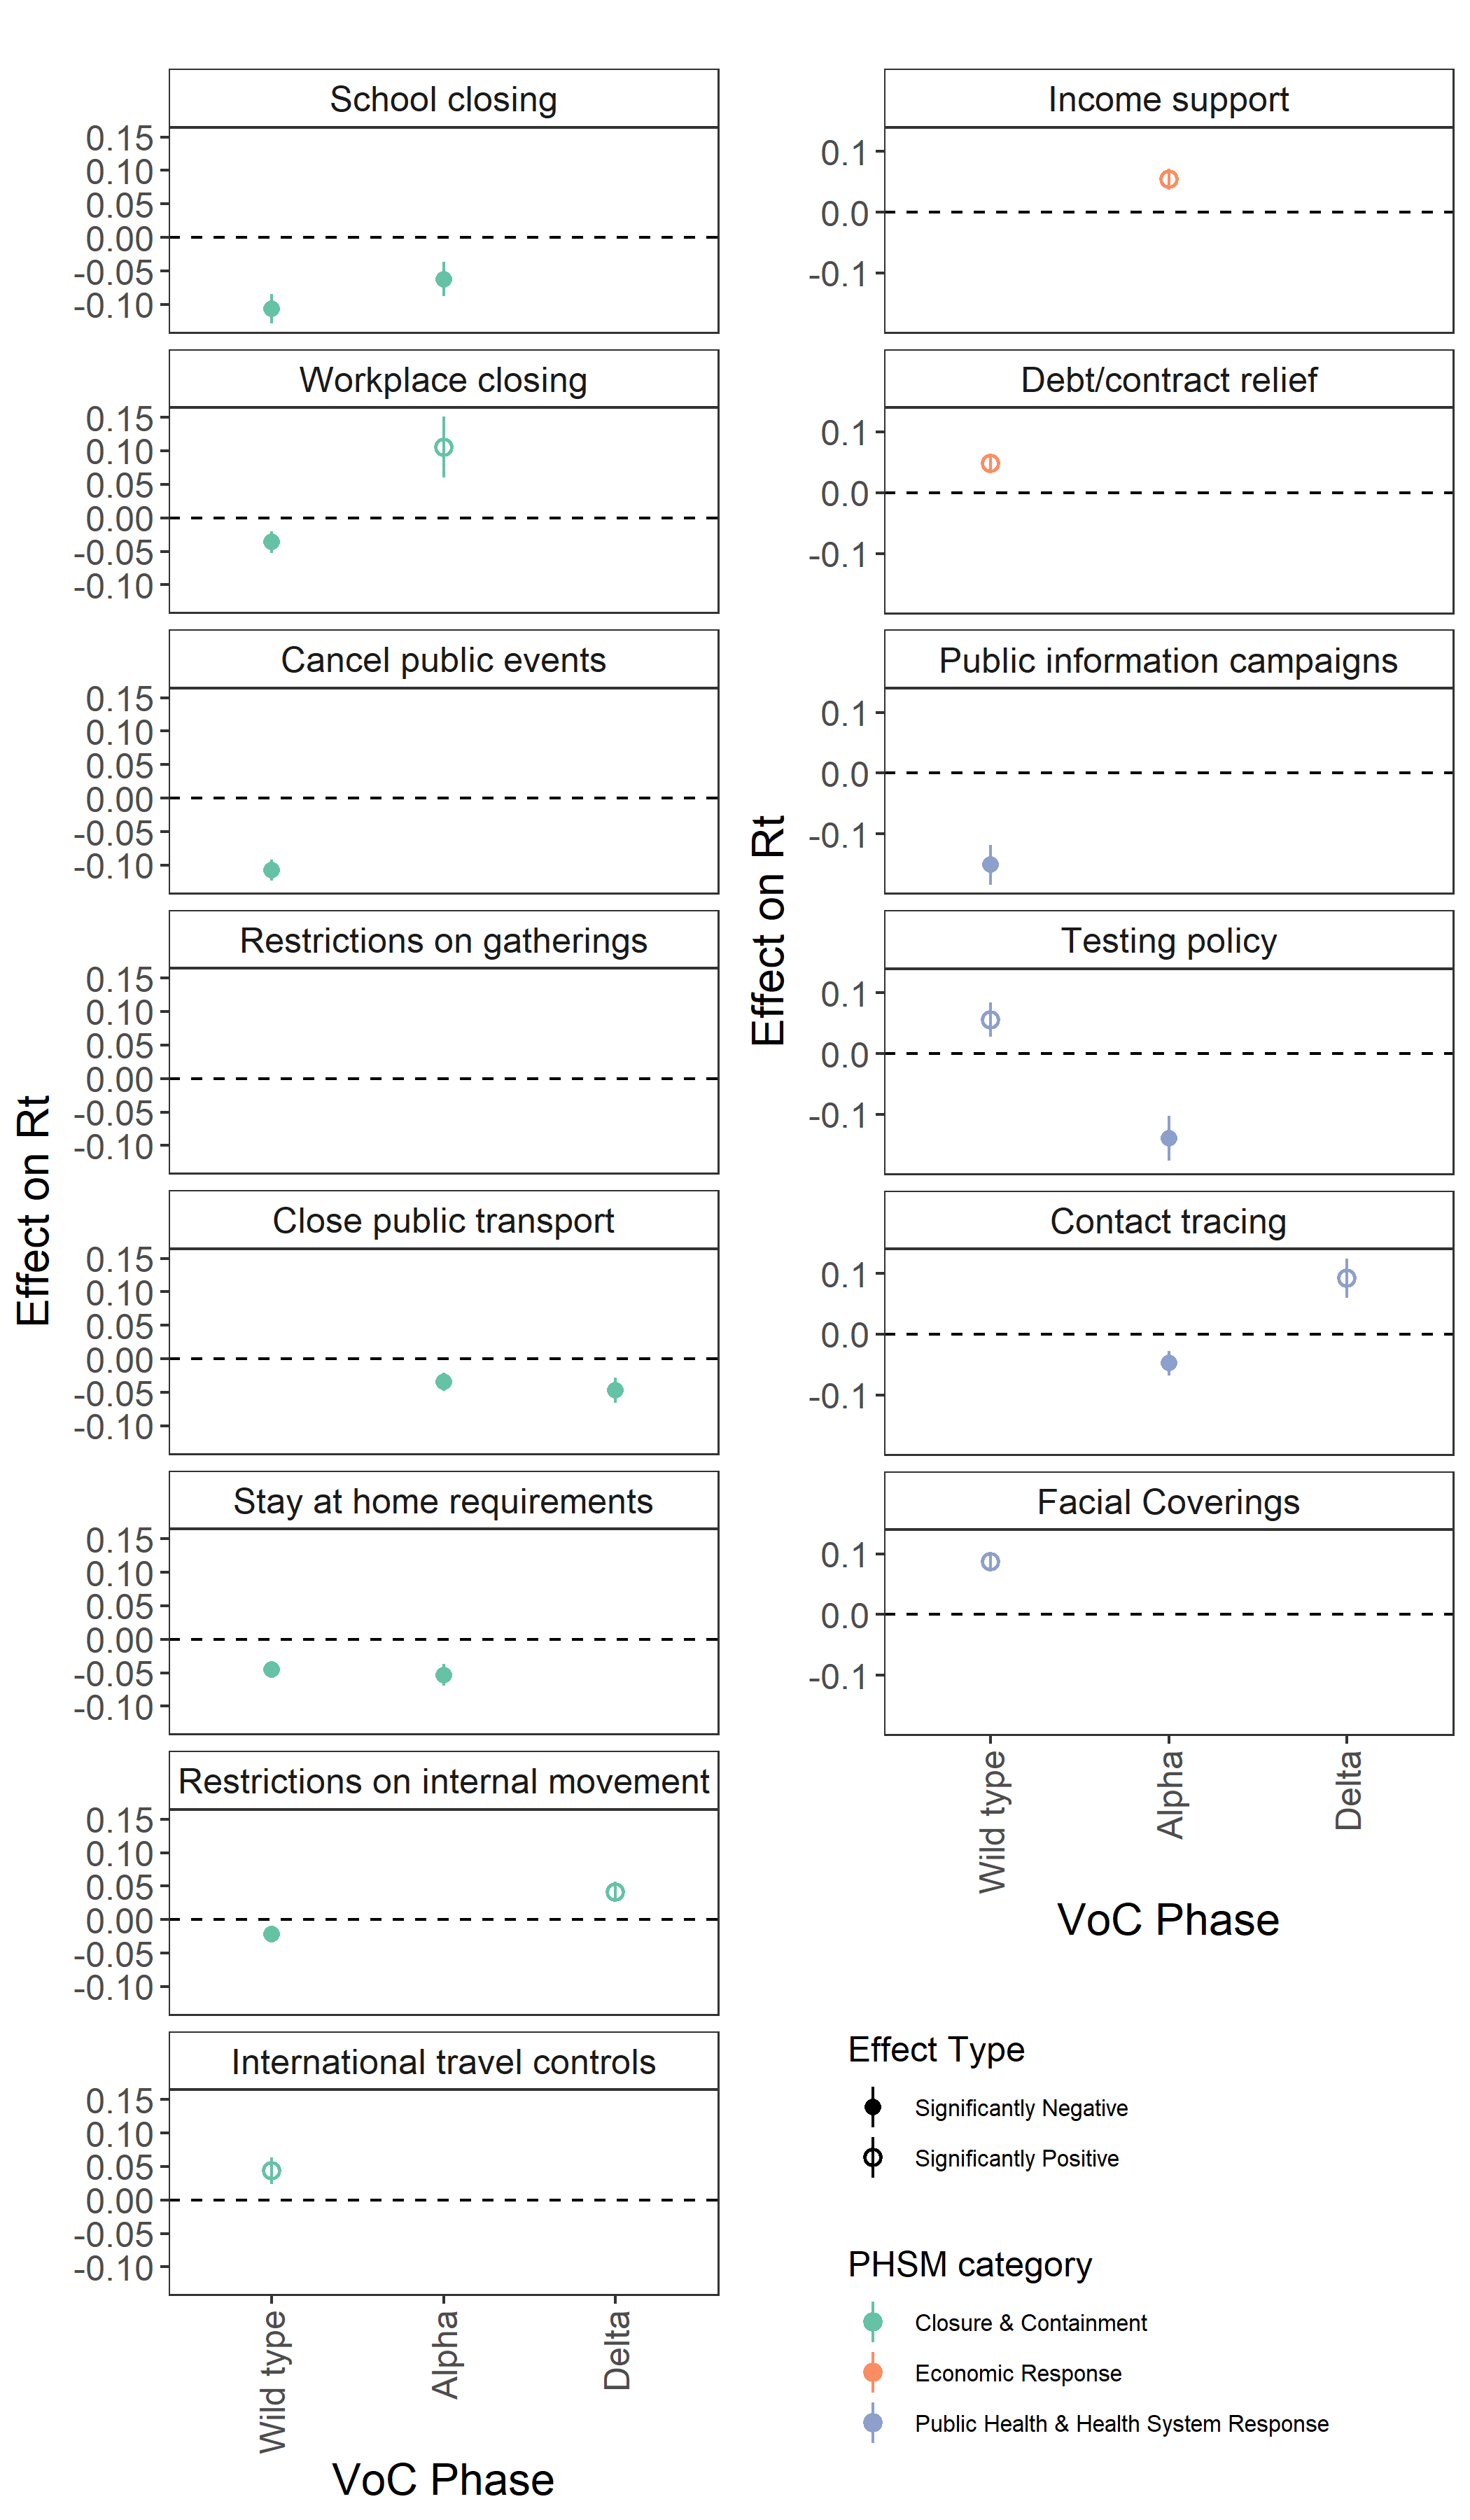 School closing
0.15
0.10
0.05
0.00
-0.05
-0.10
Workplace closing
0.15
0.10
0.05
0.00
-0.05
-0.10
Cancel public events
0.15
0.10
0.05
0.00
-0.05
-0.10
Restrictions on gatherings
0.15
0.10
0.05
0.00
-0.05
-0.10
Close public transport
0.15
0.10
0.05
0.00
-0.05
-0.10
Stay at home requirements
0.15
0.10
0.05
0.00
-0.05
-0.10
Restrictions on internal movement
0.15
0.10
0.05
0.00
-0.05
-0.10
International travel controls
0.15
0.10
0.05
0.00
-0.05
-0.10
Effect on Rt
Wild type
Alpha
Delta
VoC Phase
Income support
0.1
0.0
-0.1
Debt/contract relief
0.1
0.0
-0.1
Public information campaigns
0.1
0.0
-0.1
Testing policy
0.1
0.0
-0.1
Contact tracing
0.1
0.0
-0.1
Facial Coverings
0.1
0.0
-0.1
Effect on Rt
Wild type
Alpha
Delta
VoC Phase
Effect Type
Significantly Negative
Significantly Positive
PHSM category
Closure & Containment
Economic Response
Public Health & Health System Response